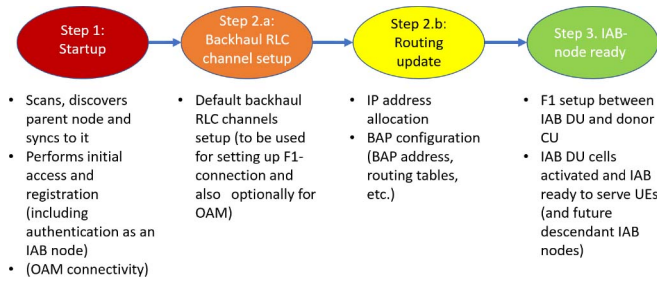 Step 1:
Startup
Step 2.a:
Backhaul RLC
channel setup
Step 2.b:
Routing
update
Step 3. IAB-
node ready
• Scans, discovers
parent node and
syncs to it
• Performs initial
access and
registration
(including
authentication as an
IAB node)
• (OAM connectivity)
• Default backhaul
RLC channels
setup (to be used
for setting up F1-
connection and
also optionally for
OAM)
• IP address
allocation
• BAP configuration
(BAP address,
routing tables,
etc.)
• F1 setup between
IAB DU and donor
CU
• IAB DU cells
activated and IAB
ready to serve UEs
(and future
descendant IAB
nodes)